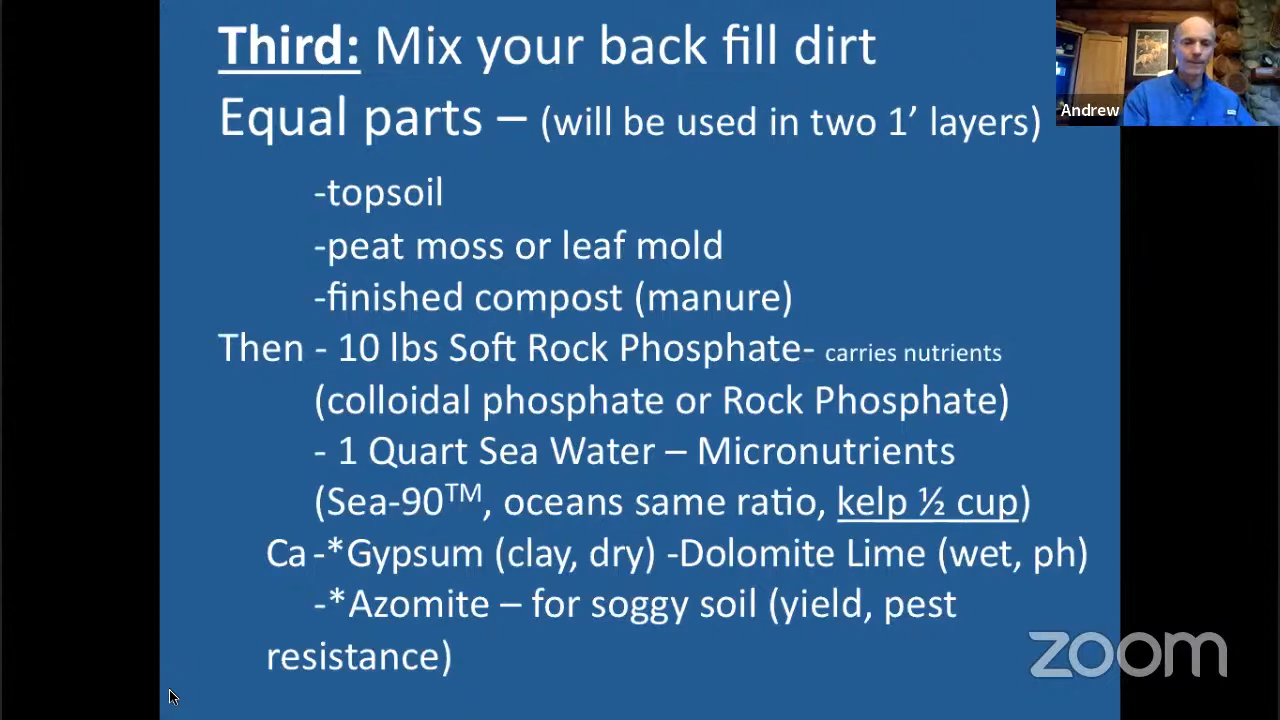 Third: Mix your back fill dirt
Equal parts – (will be used in two 1’ layers)
-topsoil
-peat moss or leaf mold
-finished compost (manure)
Then - 10 lbs Soft Rock Phosphate- carries nutrients
(colloidal phosphate or Rock Phosphate)
- 1 Quart Sea Water – Micronutrients
(Sea-90™, oceans same ratio, kelp ½ cup)
Ca -*Gypsum (clay, dry) -Dolomite Lime (wet, ph)
-*Azomite – for soggy soil (yield, pest
resistance)
Andrew
zoom